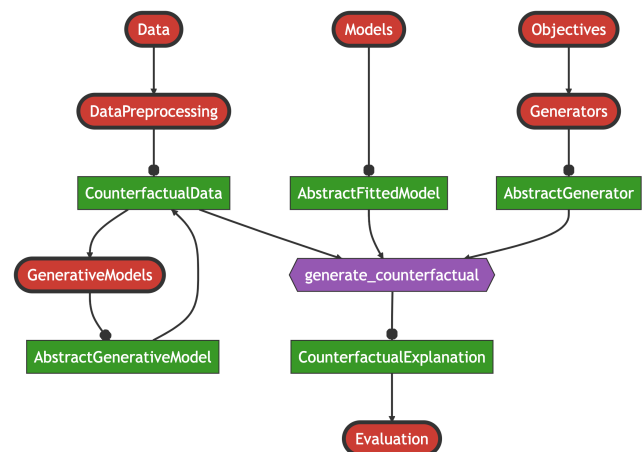 Data
Models
Objectives
DataPreprocessing
Generators
CounterfactualData
AbstractFittedModel
AbstractGenerator
GenerativeModels
generate_counterfactual
AbstractGenerativeModel
CounterfactualExplanation
Evaluation